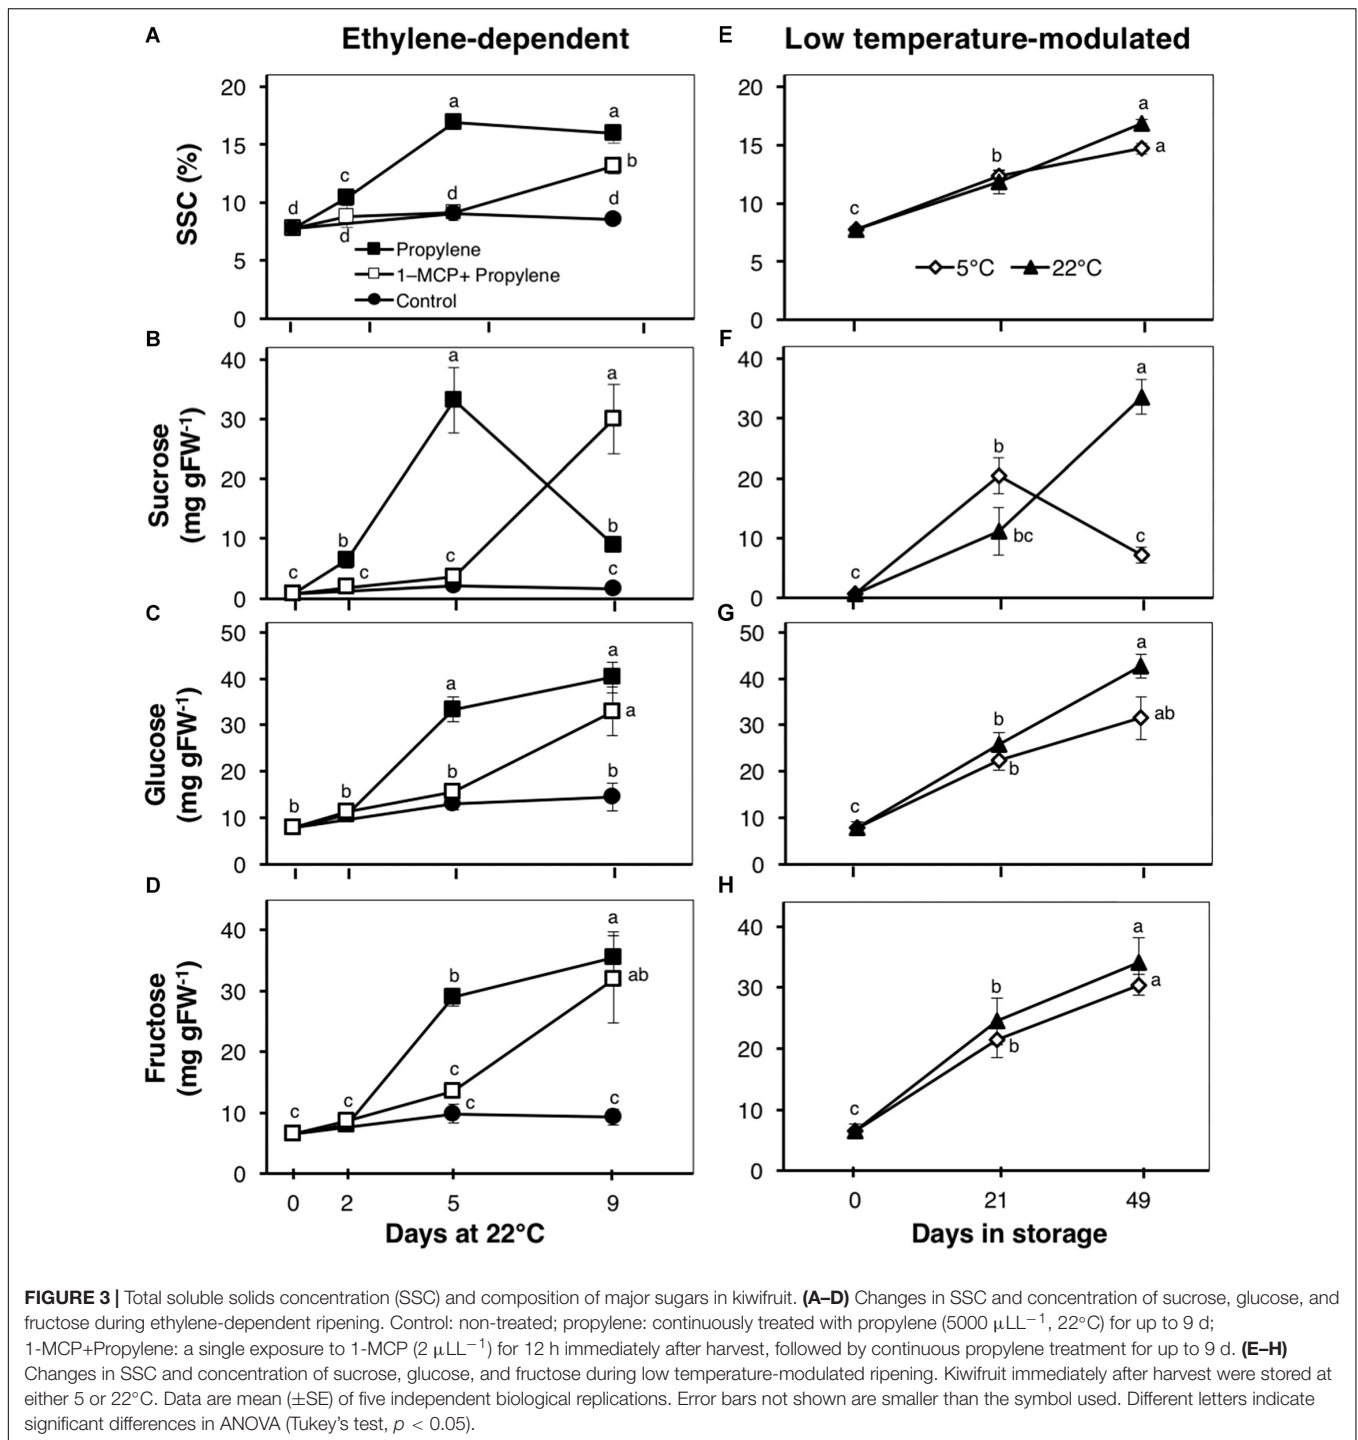 A
Ethylene-dependent
E
Low temperature-modulated
SSC (%)
20
15
10
5
0
d
c
d
a
d
a
b
d
Propylene
1–MCP+ Propylene
Control
20
15
10
5
0
c
b
a
a
5°C
22°C
B
Sucrose
(mg gFW-1)
40
30
20
10
0
c
b
c
a
c
a
b
c
F
40
30
20
10
0
c
b
bc
a
c
C
Glucose
(mg gFW-1)
50
40
30
20
10
0
b
b
a
b
a
a
b
G
50
40
30
20
10
0
c
b
b
a
ab
D
Fructose
(mg gFW-1)
40
30
20
10
0
c
c
b
c
c
a
ab
c
0
2
5
9
Days at 22°C
H
40
30
20
10
0
c
b
b
a
a
0
21
49
Days in storage
FIGURE 3 | Total soluble solids concentration (SSC) and composition of major sugars in kiwifruit. (A–D) Changes in SSC and concentration of sucrose, glucose, and
fructose during ethylene-dependent ripening. Control: non-treated; propylene: continuously treated with propylene (5000 μLL−1, 22°C) for up to 9 d;
1-MCP+Propylene: a single exposure to 1-MCP (2 μLL−1) for 12 h immediately after harvest, followed by continuous propylene treatment for up to 9 d. (E–H)
Changes in SSC and concentration of sucrose, glucose, and fructose during low temperature-modulated ripening. Kiwifruit immediately after harvest were stored at
either 5 or 22°C. Data are mean (±SE) of five independent biological replications. Error bars not shown are smaller than the symbol used. Different letters indicate
significant differences in ANOVA (Tukey's test, p < 0.05).